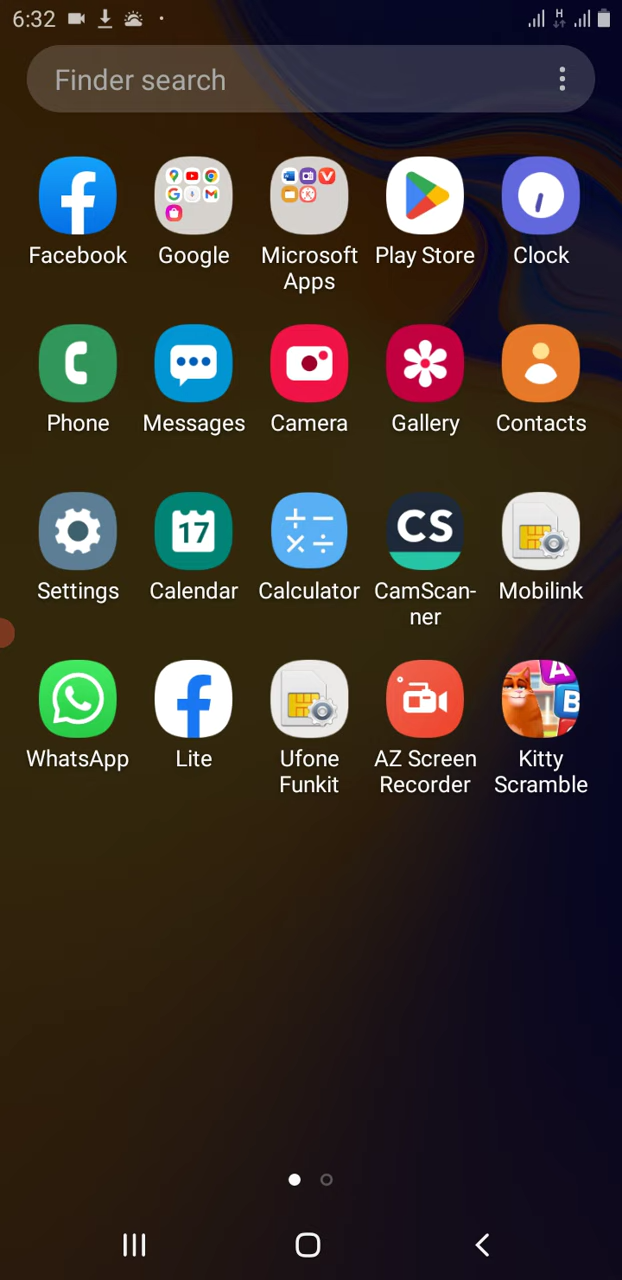 6:32
H
Finder search
Facebook
Google
Microsoft
Apps
Play Store
Clock
Phone
Messages
Camera
Gallery
Contacts
17
CS
Settings
Calendar
Calculator
CamScan-
ner
Mobilink
A
B
WhatsApp
Lite
Ufone
Funkit
AZ Screen
Recorder
Kitty
Scramble